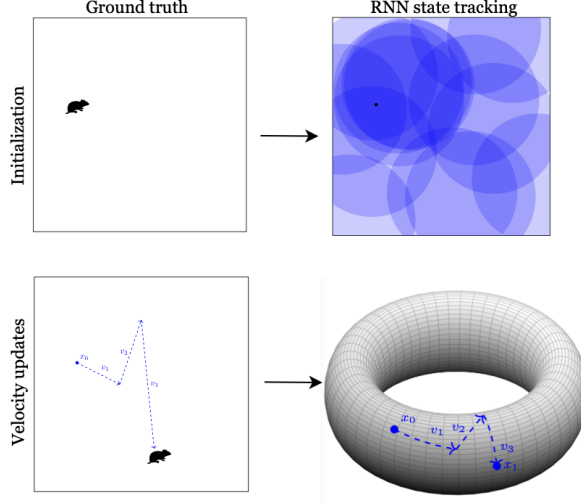 Ground truth
RNN state tracking
Initialization
Velocity updates
x₀
v₁
v₂
v₃
x₀
v₁
v₂
v₃
x₁